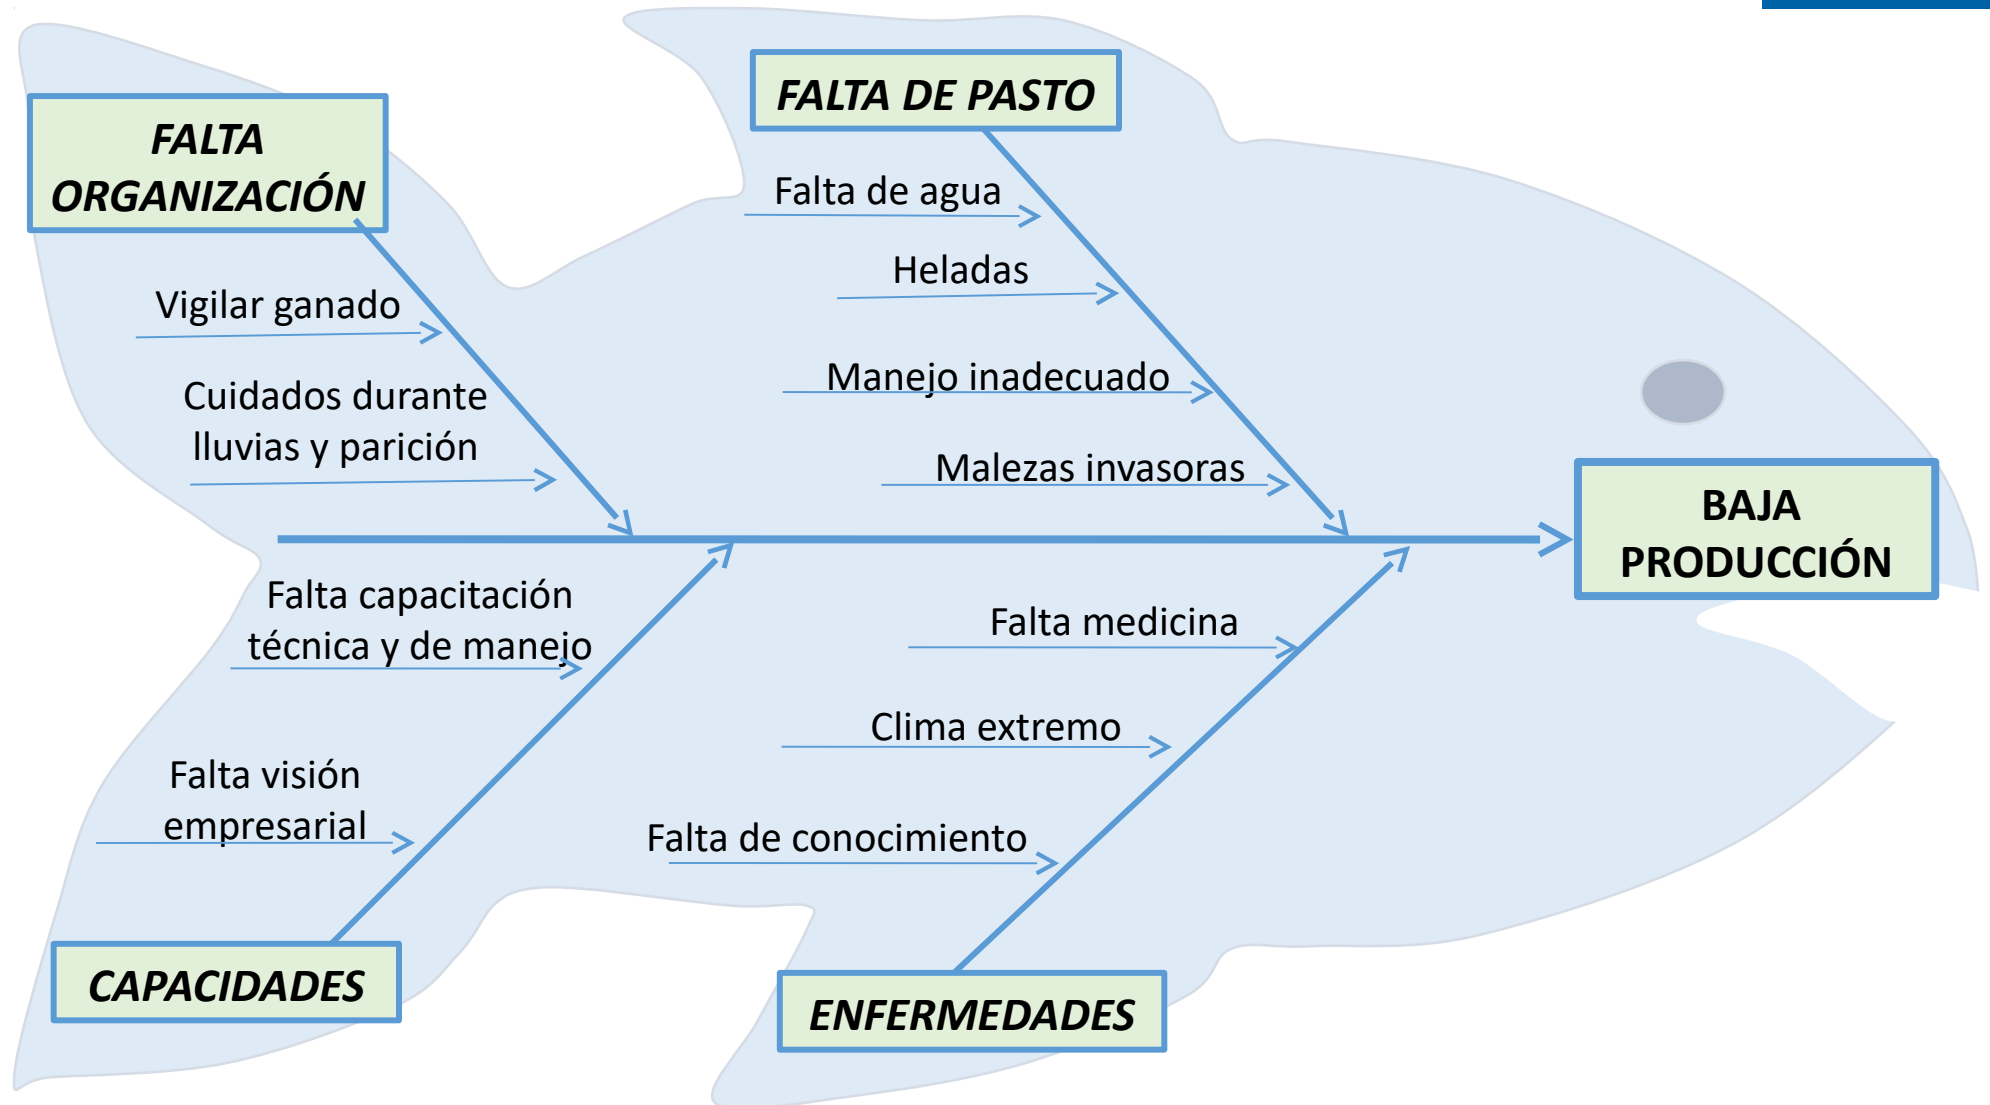 FALTA
ORGANIZACIÓN
Vigilar ganado
Cuidados durante
lluvias y parición
FALTA DE PASTO
Falta de agua
Heladas
Manejo inadecuado
Malezas invasoras
BAJA
PRODUCCIÓN
Falta capacitación
técnica y de manejo
Falta visión
empresarial
CAPACIDADES
Falta medicina
Clima extremo
Falta de conocimiento
ENFERMEDADES